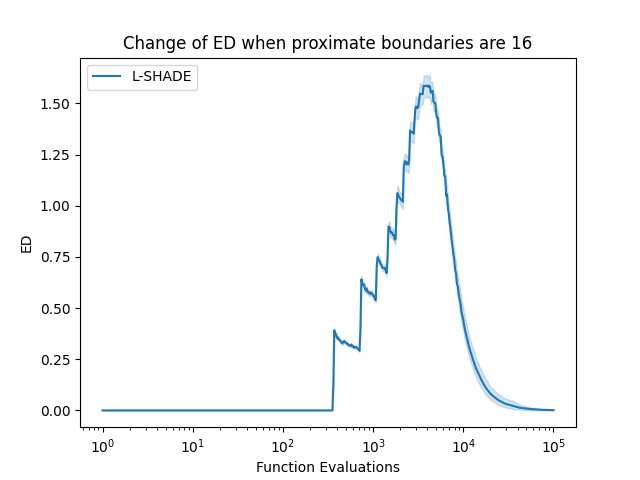 Change of ED when proximate boundaries are 16
L-SHADE
ED
1.50
1.25
1.00
0.75
0.50
0.25
0.00
10⁰ 10¹ 10² 10³ 10⁴ 10⁵
Function Evaluations